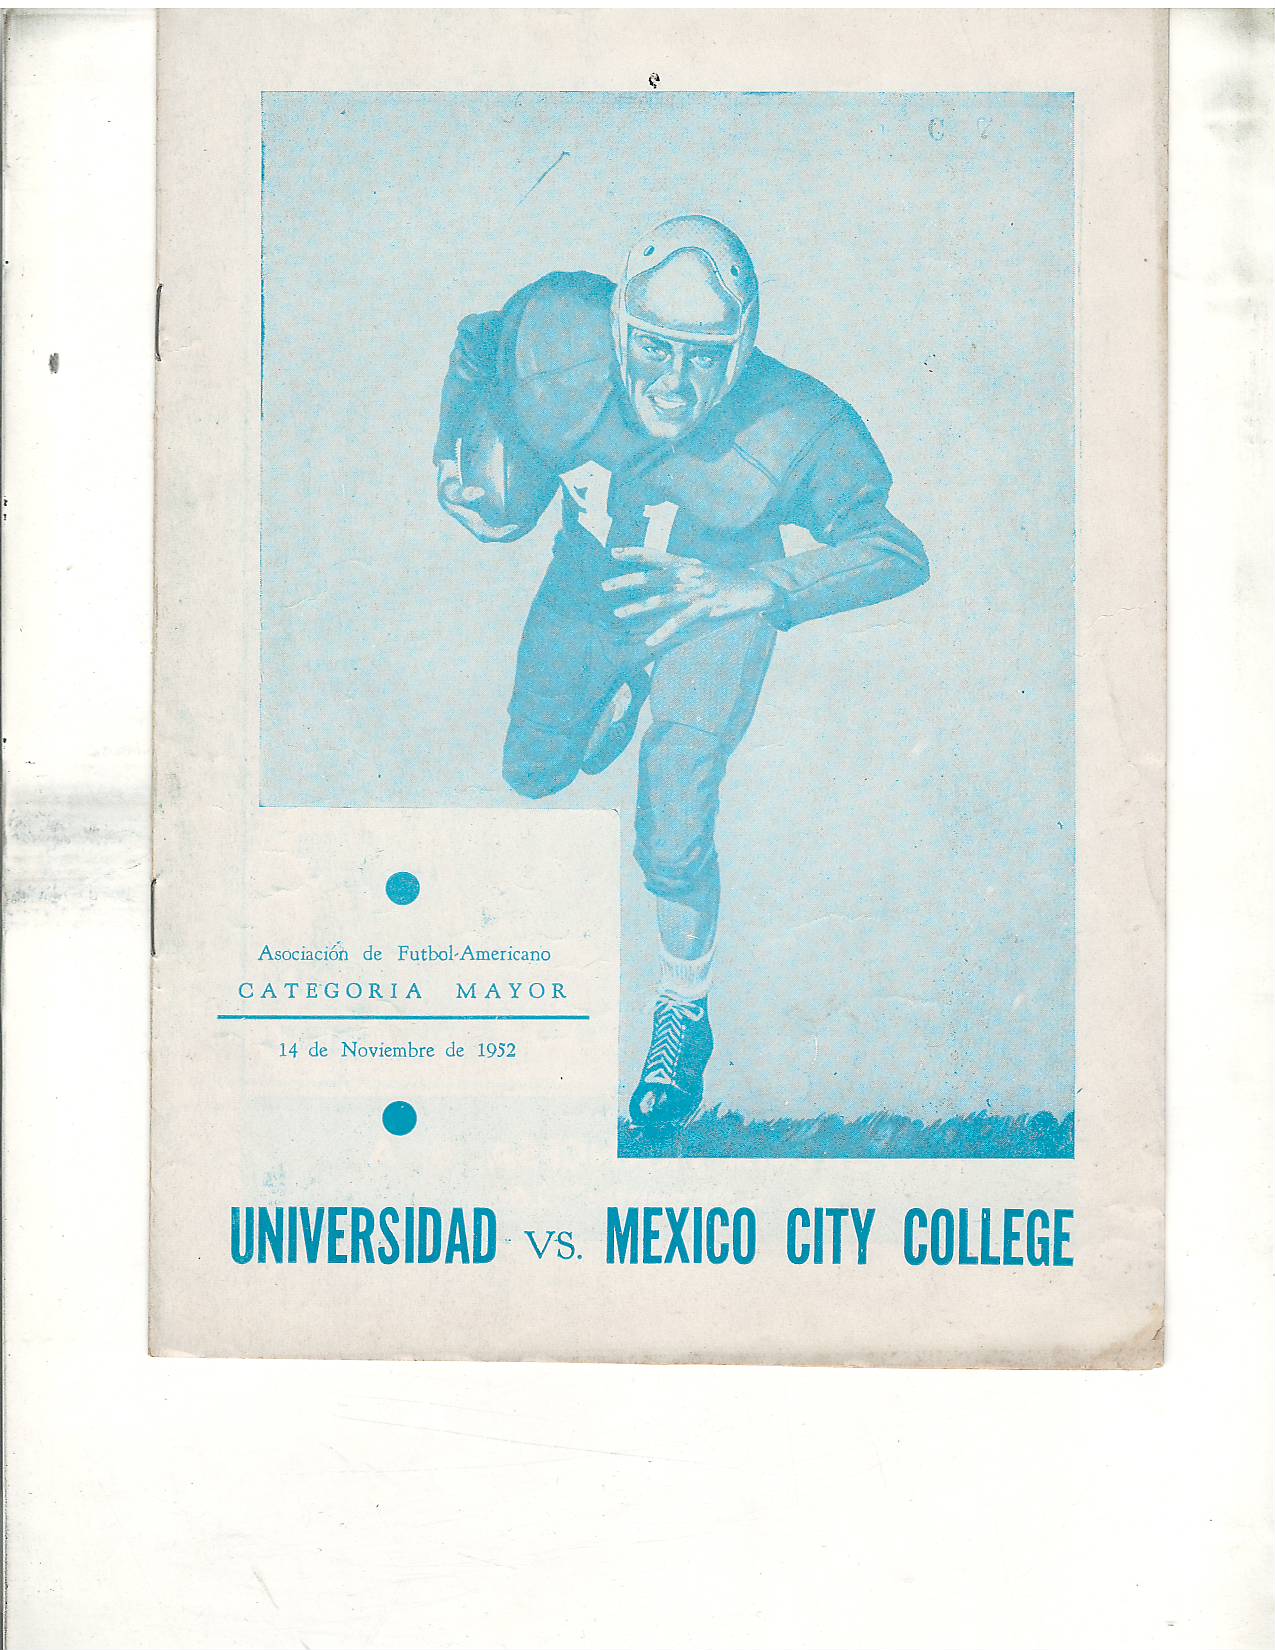 Asociación de Futbol-Americano
CATEGORIA MAYOR
14 de Noviembre de 1952
UNIVERSIDAD vs. MEXICO CITY COLLEGE